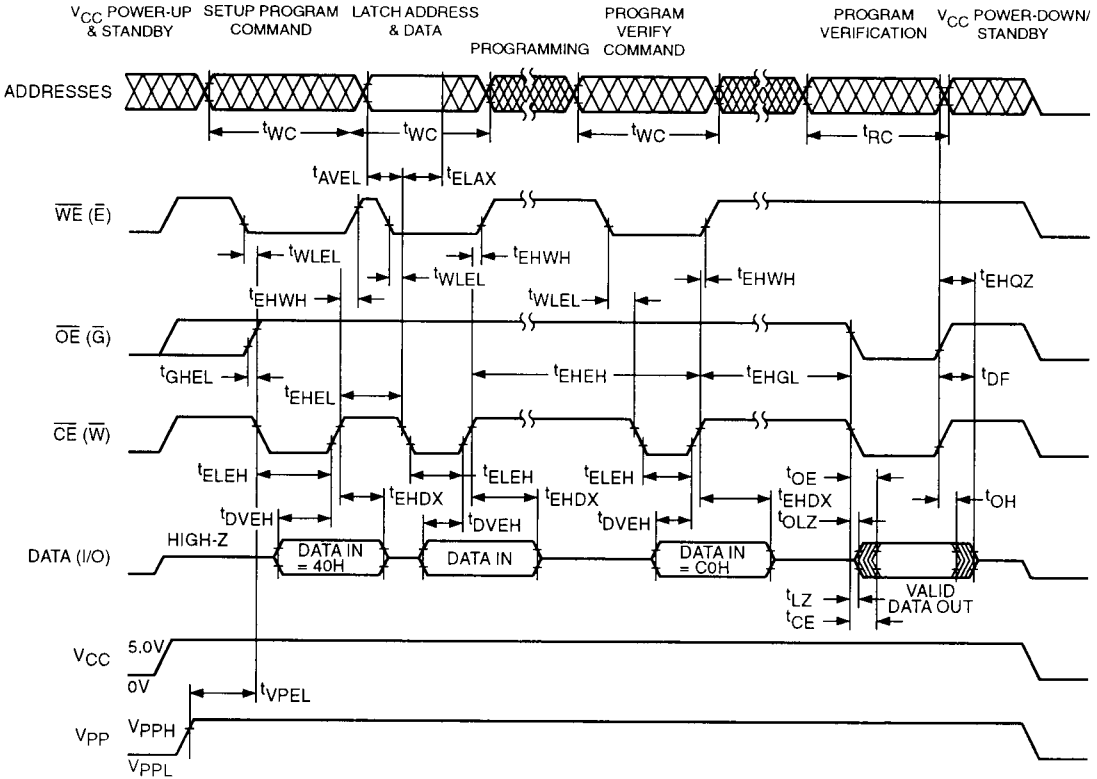 VCC POWER-UP & STANDBY
SETUP PROGRAM COMMAND
LATCH ADDRESS & DATA
PROGRAMMING
PROGRAM VERIFY COMMAND
PROGRAM VERIFICATION
VCC POWER-DOWN/ STANDBY
ADDRESSES
tWC
tWC
tWC
tRC
tAVEL
tELAX
WE (E)
tWLEL
tEHWH
tWLEL
tEHWH
tWLEL
tEHWH
tEHQZ
OE (G)
tGHEL
tEHEL
tEHEH
tEHGL
tDF
CE (W)
tELEH
tELEH
tELEH
tOE
tEHDX
tEHDX
tEHDX
tOH
tDVEH
tDVEH
tDVEH
tOLZ
HIGH-Z
DATA (I/O)
DATA IN = 40H
DATA IN
DATA IN = C0H
VALID DATA OUT
tLZ
tCE
VCC
5.0V
0V
tVPEL
VPP
VPPH
VPPL